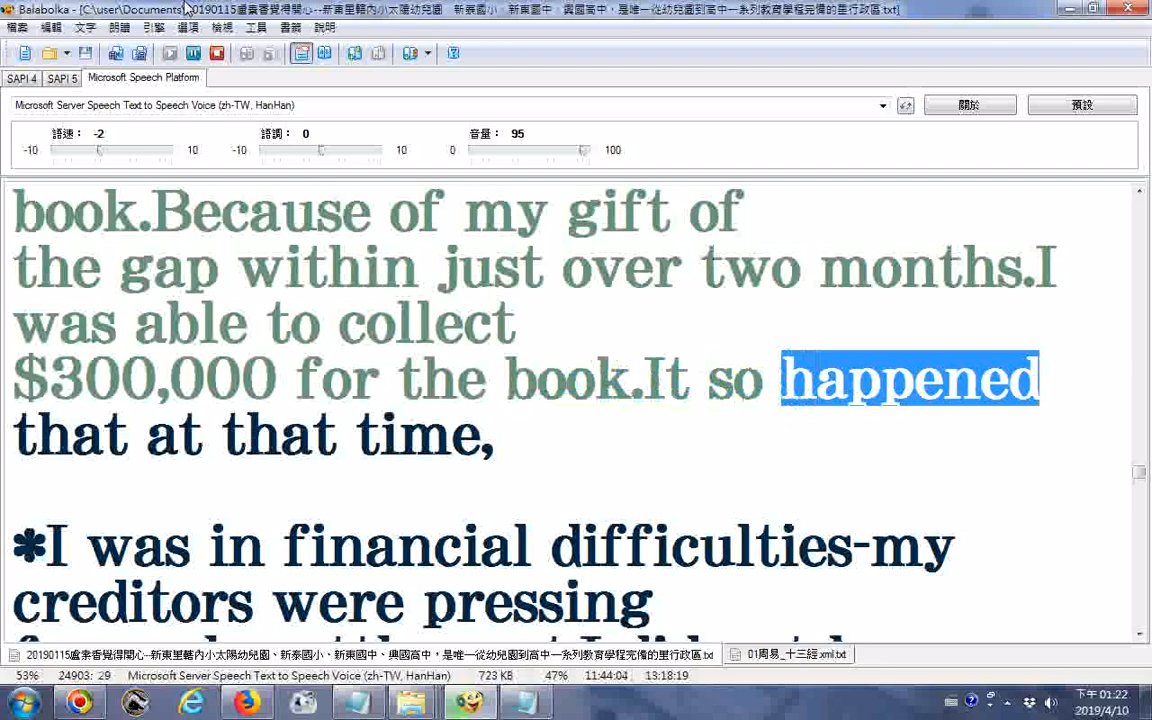 Balabolka - [C:\user\Documents\20190115盧彙香覺得開心--新東里轄內小太陽幼兒園、新泰國小、新東國中、興國高中，是唯一從幼兒園到高中一系列教育學程完備的里行政區.txt]
檔案 編輯 文字 朗讀 引擎 選項 檢視 工具 書籤 說明
SAPI 4 SAPI 5 Microsoft Speech Platform
Microsoft Server Speech Text to Speech Voice (zh-TW, HanHan) 關於 預設
語速： -2 語調： 0 音量： 95
-10 10 -10 10 0 100
book.Because of my gift of
the gap within just over two months.I
was able to collect
$300,000 for the book.It so happened
that at that time,
*I was in financial difficulties-my
creditors were pressing
20190115盧彙香覺得開心--新東里轄內小太陽幼兒園、新泰國小、新東國中、興國高中，是唯一從幼兒園到高中一系列教育學程完備的里行政區.txt 01周易_十三經.xml.txt
53% 24903: 29 Microsoft Server Speech Text to Speech Voice (zh-TW, HanHan) 723 KB 47% 11:44:04 13:18:19
下午 01:22
2019/4/10